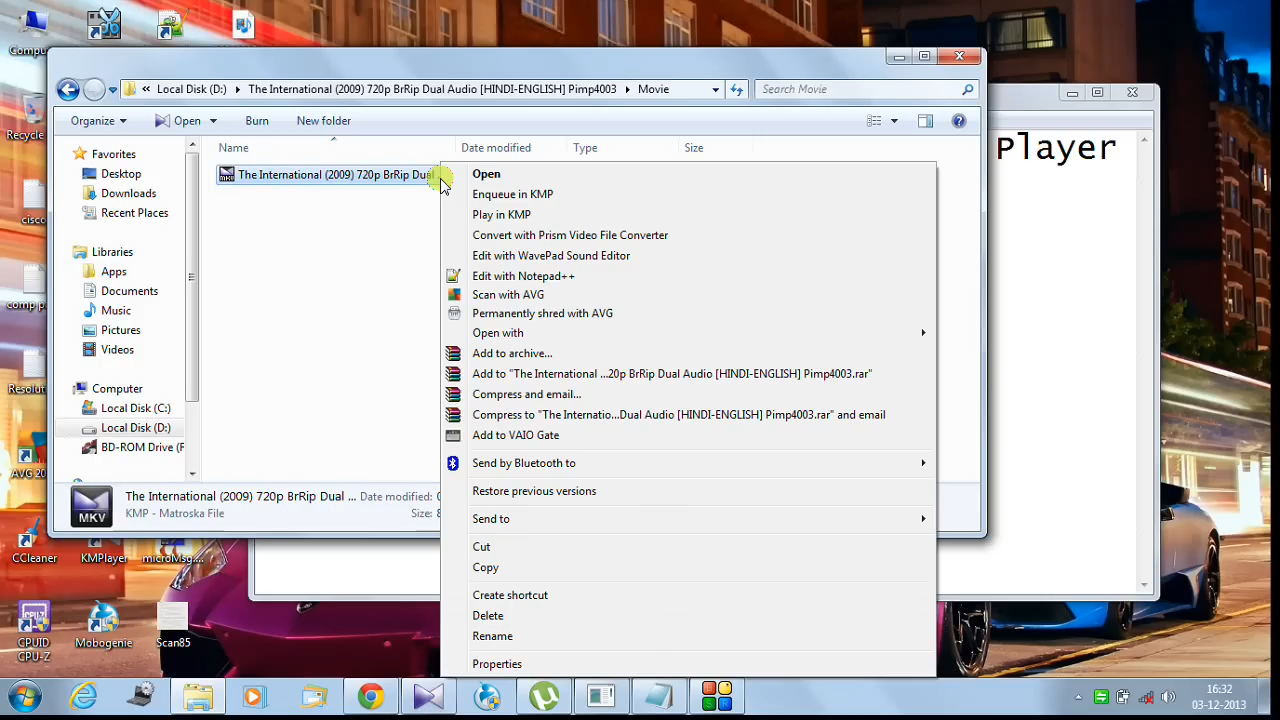 Local Disk (D:) The International (2009) 720p BrRip Dual Audio [HINDI-ENGLISH] Pimp4003 Movie
Search Movie
Organize Open Burn New folder
Player
Name Date modified Type Size
The International (2009) 720p BrRip Dual
Favorites
Desktop
Downloads
Recent Places
Libraries
Apps
Documents
Music
Pictures
Videos
Computer
Local Disk (C:)
Local Disk (D:)
BD-ROM Drive (F
Open
Enqueue in KMP
Play in KMP
Convert with Prism Video File Converter
Edit with WavePad Sound Editor
Edit with Notepad++
Scan with AVG
Permanently shred with AVG
Open with
Add to archive...
Add to "The International ...20p BrRip Dual Audio [HINDI-ENGLISH] Pimp4003.rar"
Compress and email...
Compress to "The Internatio...Dual Audio [HINDI-ENGLISH] Pimp4003.rar" and email
Add to VAIO Gate
Send by Bluetooth to
Restore previous versions
Send to
Cut
Copy
Create shortcut
Delete
Rename
Properties
MKV
The International (2009) 720p BrRip Dual ... Date modified:
KMP - Matroska File Size:
Recycle
cisco
comp p
Resolut
AVG 20
CCleaner
KMPlayer
microMsg....
CPUID
CPU-Z
Mobogenie
Scan85
16:32
03-12-2013